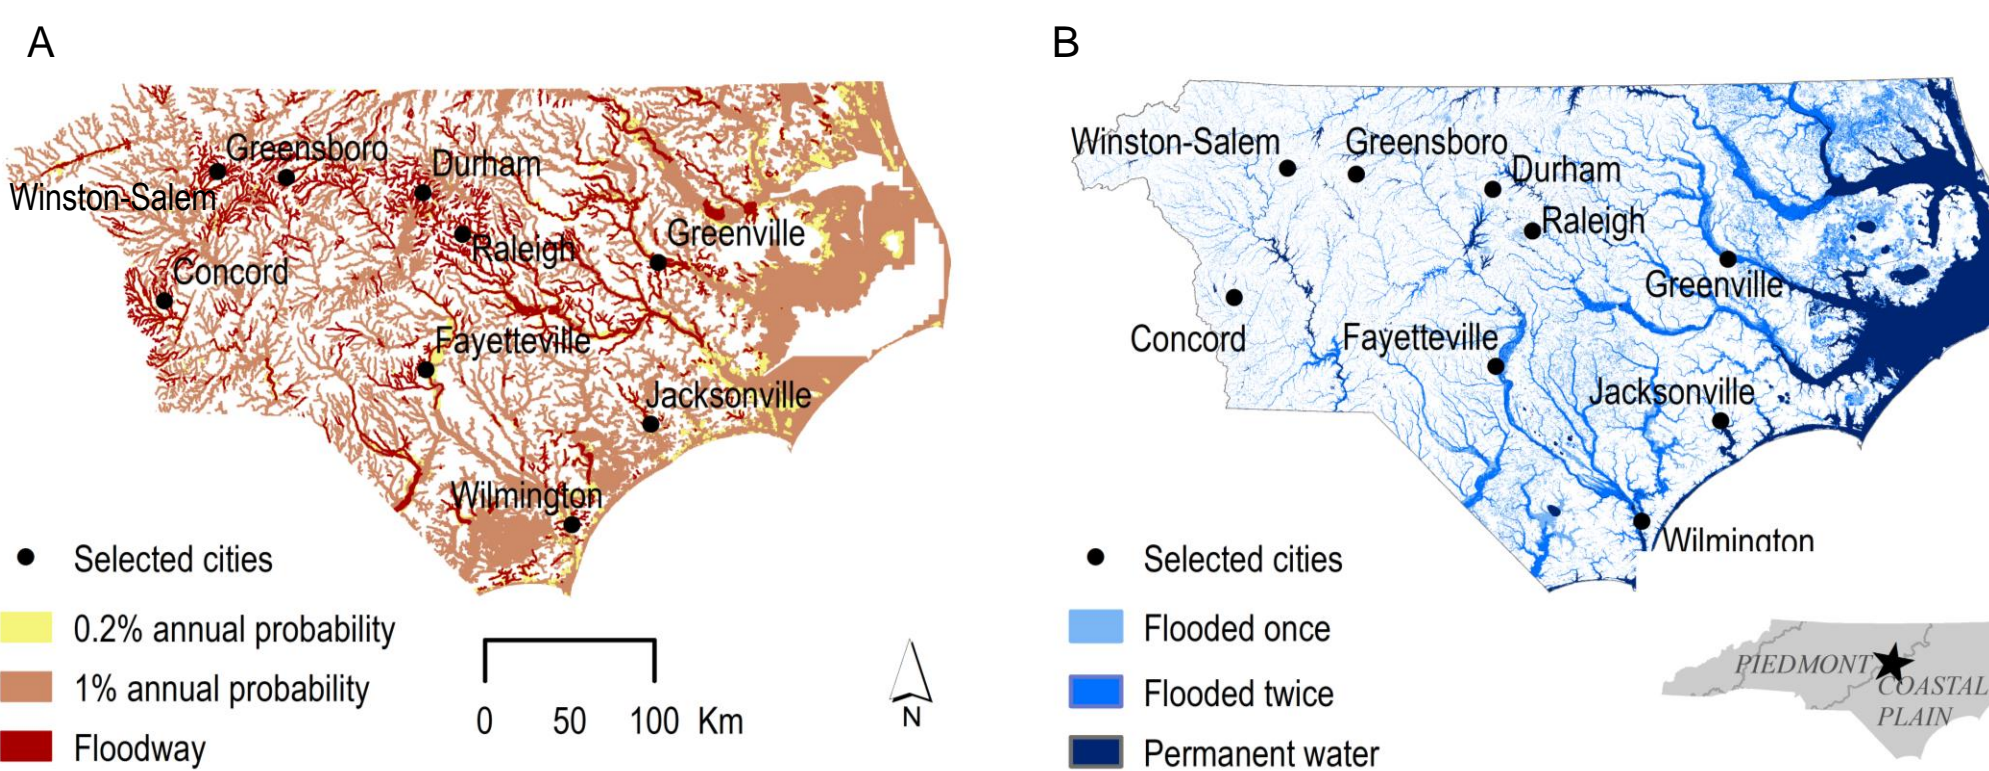 A
Greensboro
Durham
Winston-Salem
Raleigh
Greenville
Concord
Fayetteville
Jacksonville
Wilmington
Selected cities
0.2% annual probability
1% annual probability
Floodway
0 50 100 Km
N
B
Winston-Salem
Greensboro
Durham
Raleigh
Greenville
Concord
Fayetteville
Jacksonville
Wilmington
Selected cities
Flooded once
Flooded twice
Permanent water
PIEDMONT
COASTAL
PLAIN